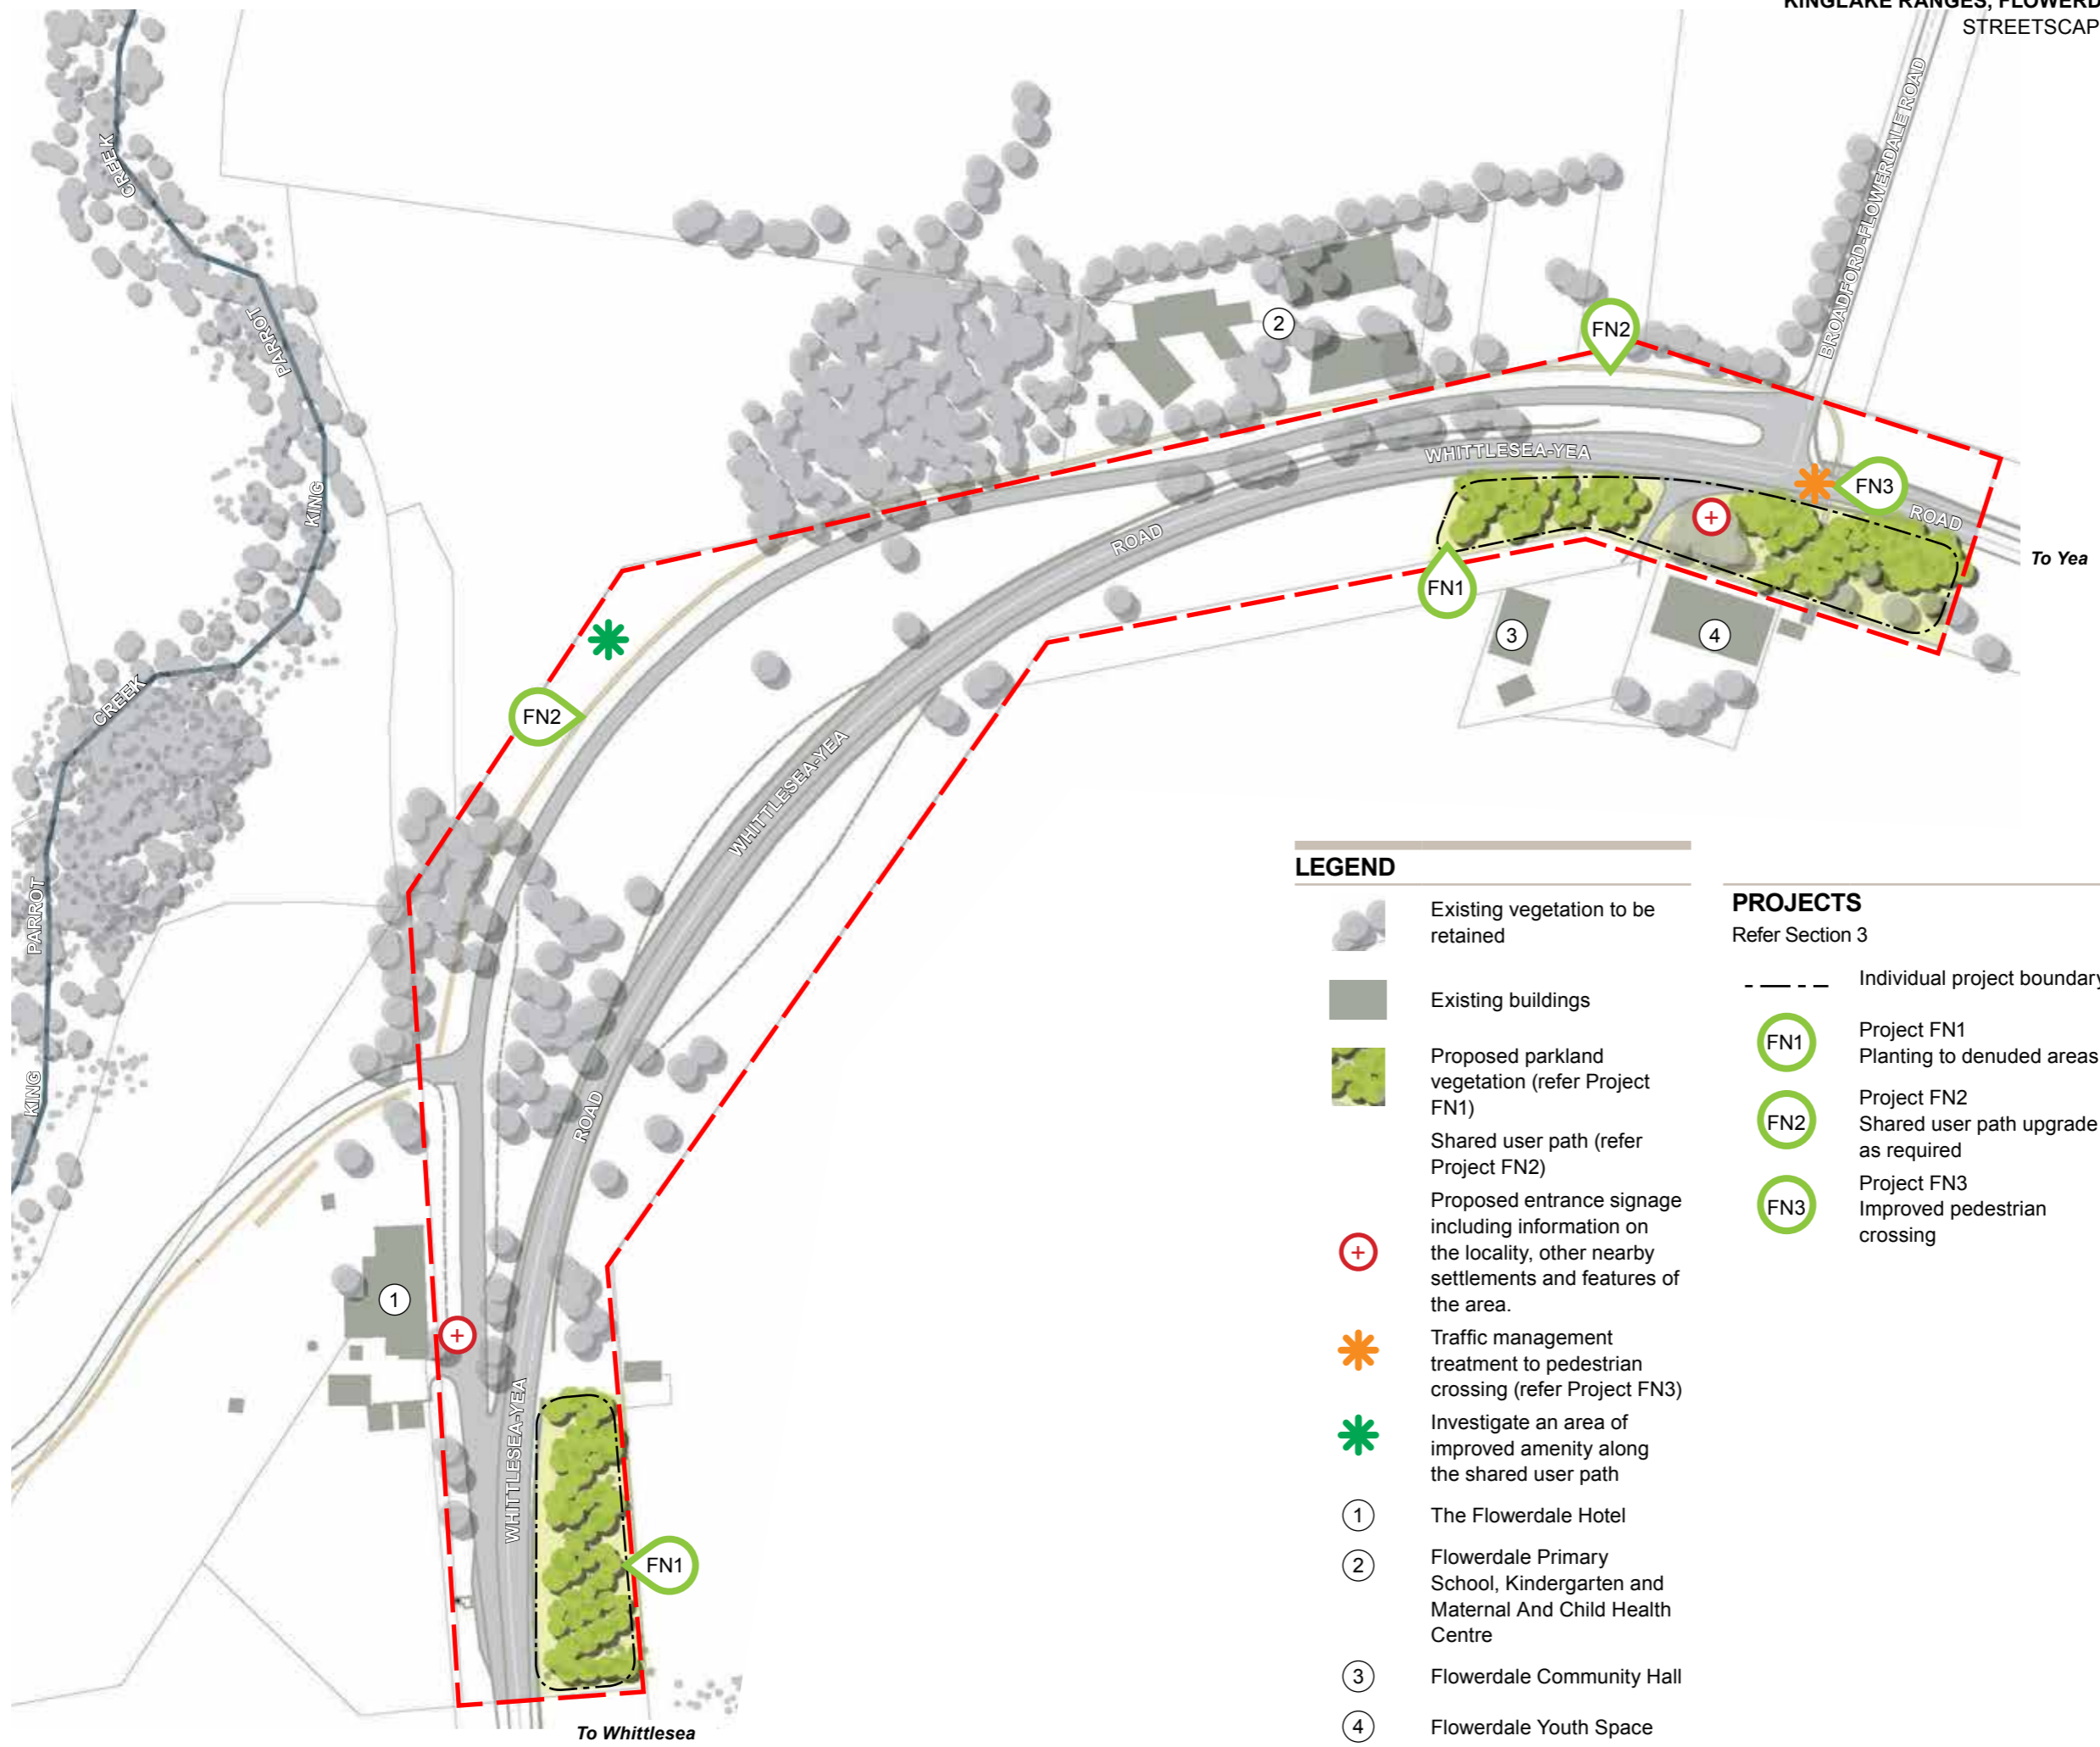 KINGLAKE RANGES, FLOWERD
STREETSCAP
CREEK
PARROT
KING
CREEK
PARROT
KING
BROADFORD-FLOWERDALE ROAD
2
FN2
WHITTLESEA-YEA
FN3
ROAD
To Yea
ROAD
FN1
3
4
FN2
WHITTLESEA-YEA
ROAD
1
WHITTLESEA-YEA
FN1
To Whittlesea
LEGEND
Existing vegetation to be
retained
Existing buildings
Proposed parkland
vegetation (refer Project
FN1)
Shared user path (refer
Project FN2)
Proposed entrance signage
including information on
the locality, other nearby
settlements and features of
the area.
Traffic management
treatment to pedestrian
crossing (refer Project FN3)
Investigate an area of
improved amenity along
the shared user path
1 The Flowerdale Hotel
2 Flowerdale Primary
School, Kindergarten and
Maternal And Child Health
Centre
3 Flowerdale Community Hall
4 Flowerdale Youth Space
PROJECTS
Refer Section 3
Individual project boundary
FN1 Project FN1
Planting to denuded areas
FN2 Project FN2
Shared user path upgrade
as required
FN3 Project FN3
Improved pedestrian
crossing